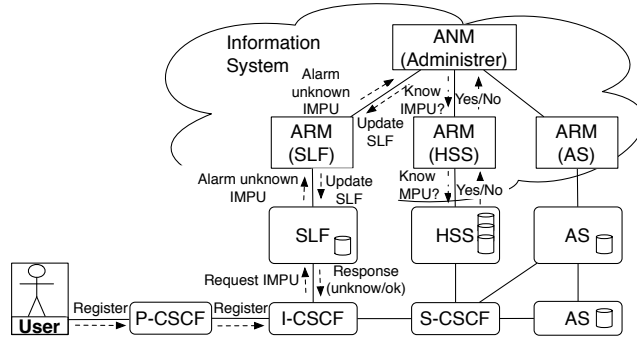 Information
System
ANM
(Administrer)
Alarm
unknown
IMPU
Know
IMPU?
Yes/No
Update
SLF
ARM
(SLF)
ARM
(HSS)
ARM
(AS)
Alarm unknown
IMPU
Update
SLF
Know
MPU?
Yes/No
SLF
HSS
AS
Request IMPU
Response
(unknow/ok)
User
Register
P-CSCF
Register
I-CSCF
S-CSCF
AS